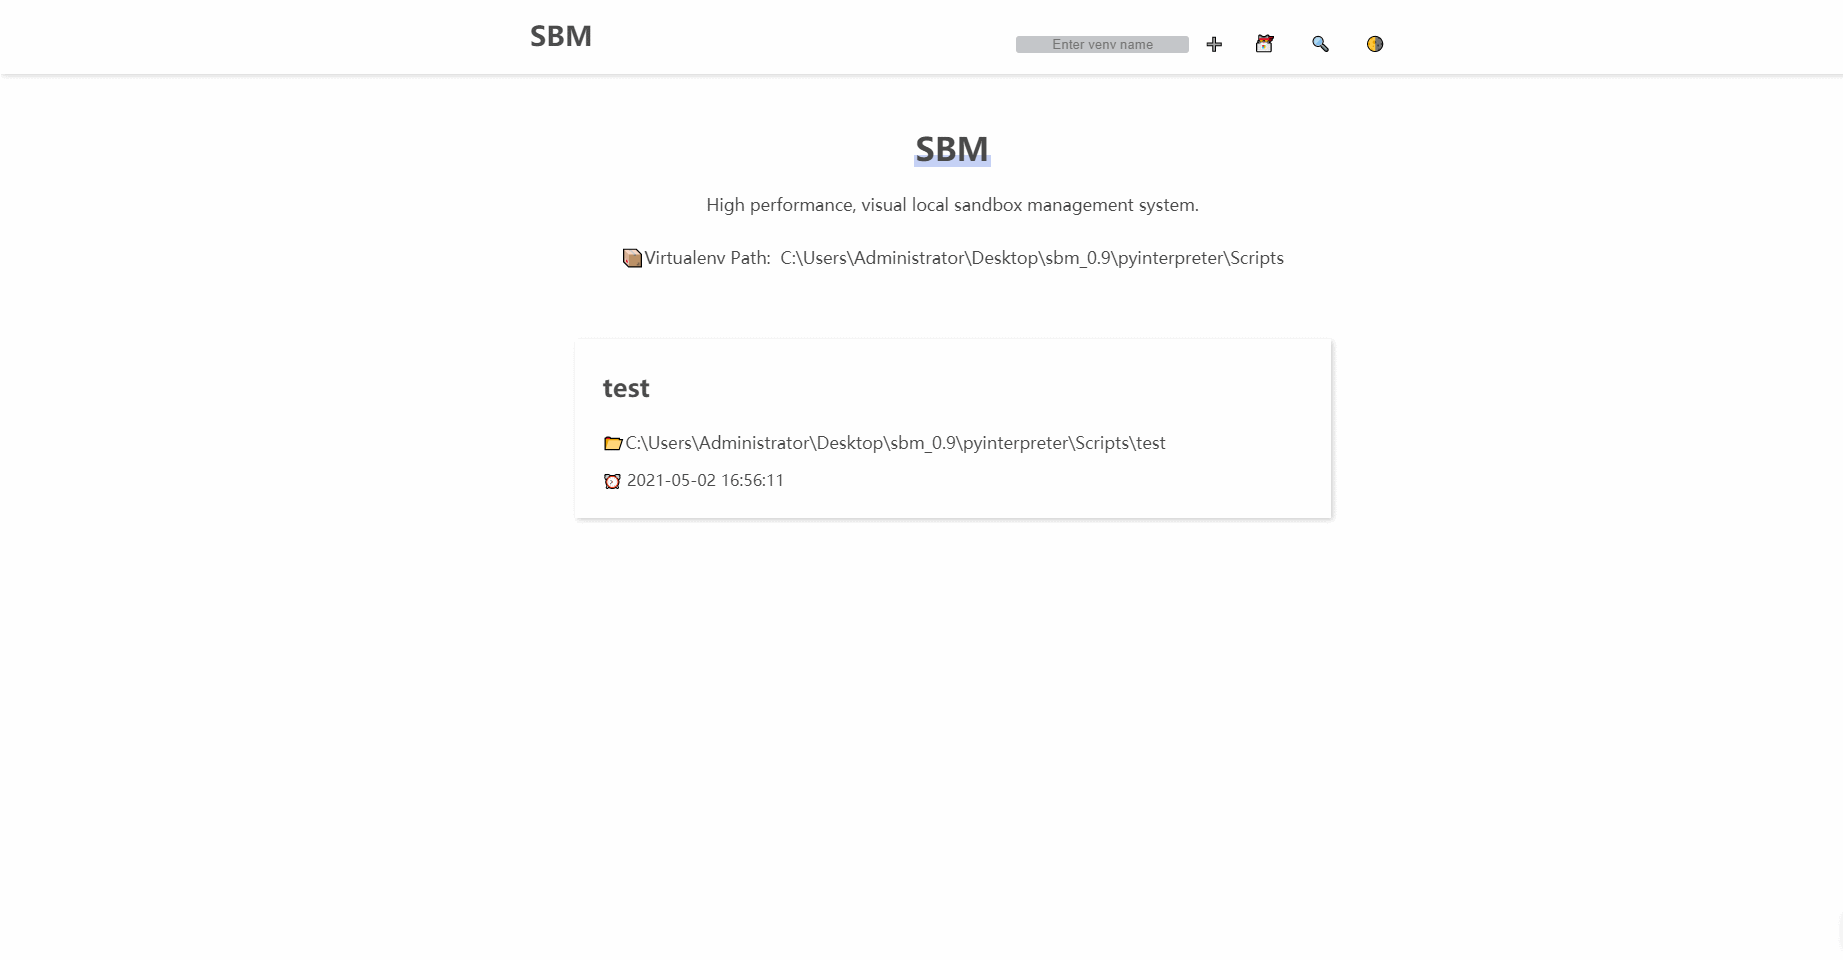 SBM
Enter venv name
SBM
High performance, visual local sandbox management system.
Virtualenv Path: C:\Users\Administrator\Desktop\sbm_0.9\pyinterpreter\Scripts
test
C:\Users\Administrator\Desktop\sbm_0.9\pyinterpreter\Scripts\test
2021-05-02 16:56:11